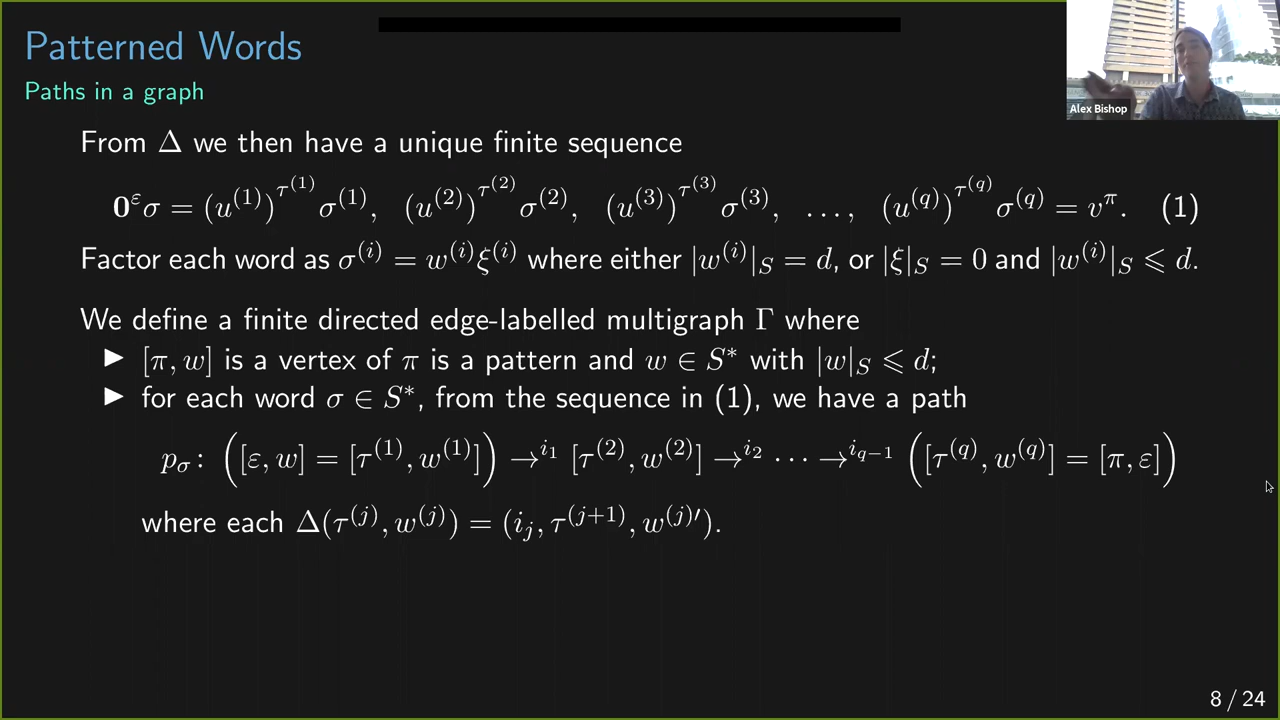 Patterned Words
Paths in a graph
Alex Bishop
From Δ we then have a unique finite sequence
𝟎^ε σ = (u^(1))^{τ^(1)} σ^(1), (u^(2))^{τ^(2)} σ^(2), (u^(3))^{τ^(3)} σ^(3), …, (u^(q))^{τ^(q)} σ^(q) = v^π. (1)
Factor each word as σ^(i) = w^(i)ξ^(i) where either |w^(i)|_S = d, or |ξ|_S = 0 and |w^(i)|_S ⩽ d.
We define a finite directed edge-labelled multigraph Γ where
▶ [π, w] is a vertex of π is a pattern and w ∈ S* with |w|_S ⩽ d;
▶ for each word σ ∈ S*, from the sequence in (1), we have a path
p_σ: ([ε, w] = [τ^(1), w^(1)]) →^{i_1} [τ^(2), w^(2)] →^{i_2} ⋯ →^{i_{q−1}} ([τ^(q), w^(q)] = [π, ε])
where each Δ(τ^(j), w^(j)) = (i_j, τ^(j+1), w^(j)′).
8 / 24